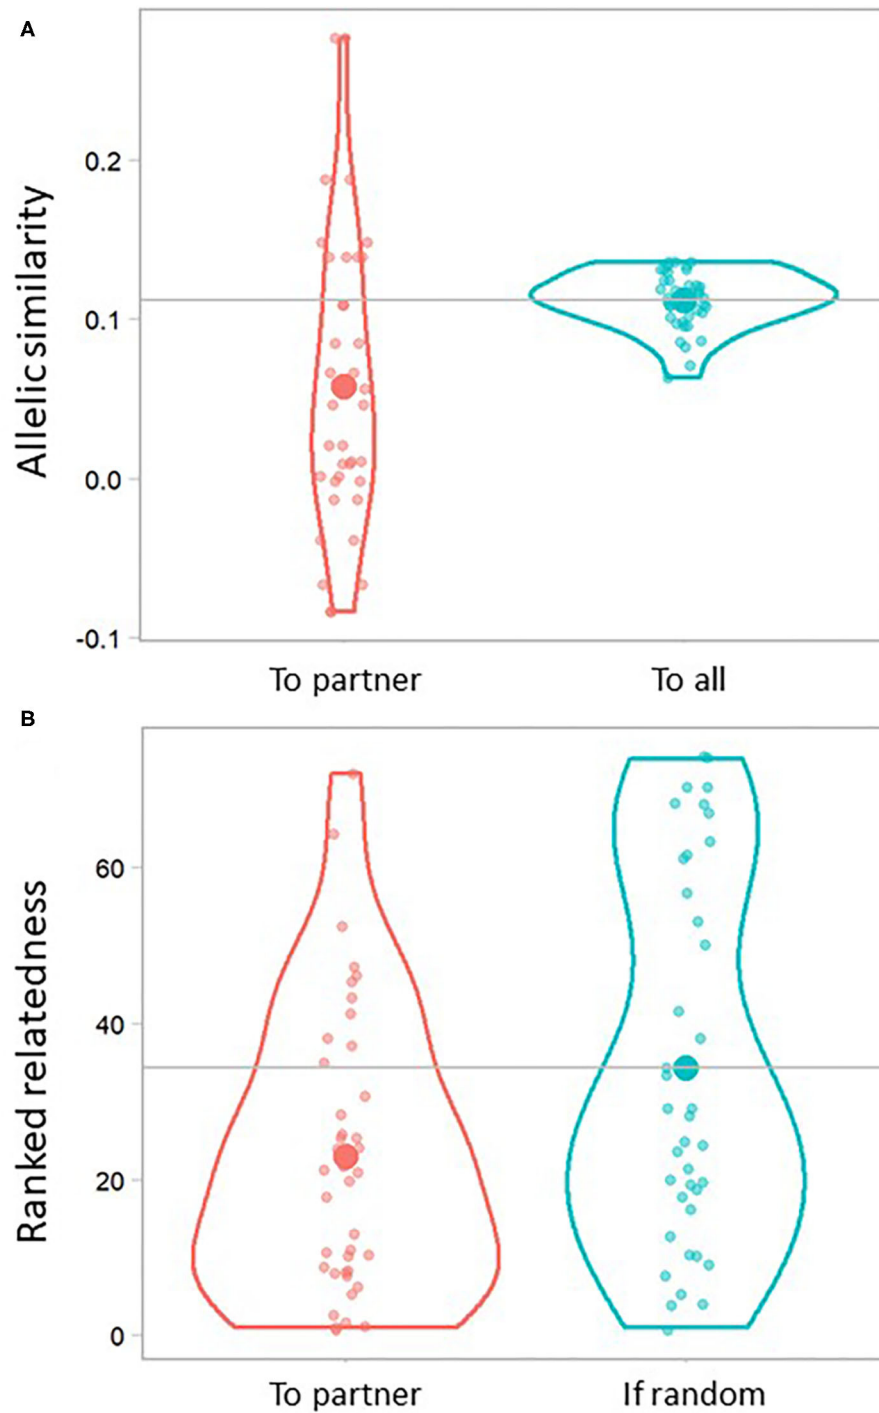 A
Allelic similarity
0.2
0.1
0.0
-0.1
To partner
To all
B
Ranked relatedness
60
40
20
0
To partner
If random